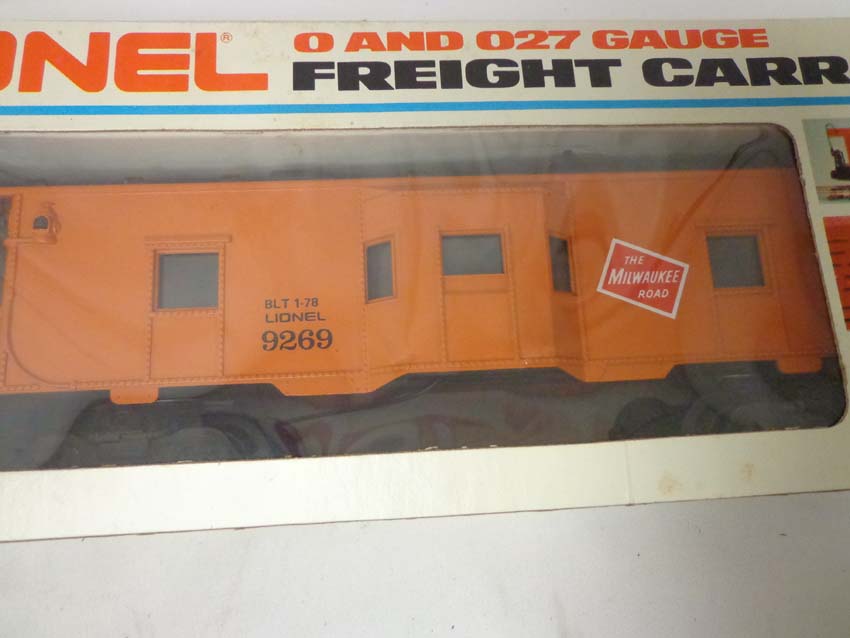 ONEL®
O AND O27 GAUGE
FREIGHT CARR
BLT 1-78
LIONEL
9269
THE
MILWAUKEE
ROAD